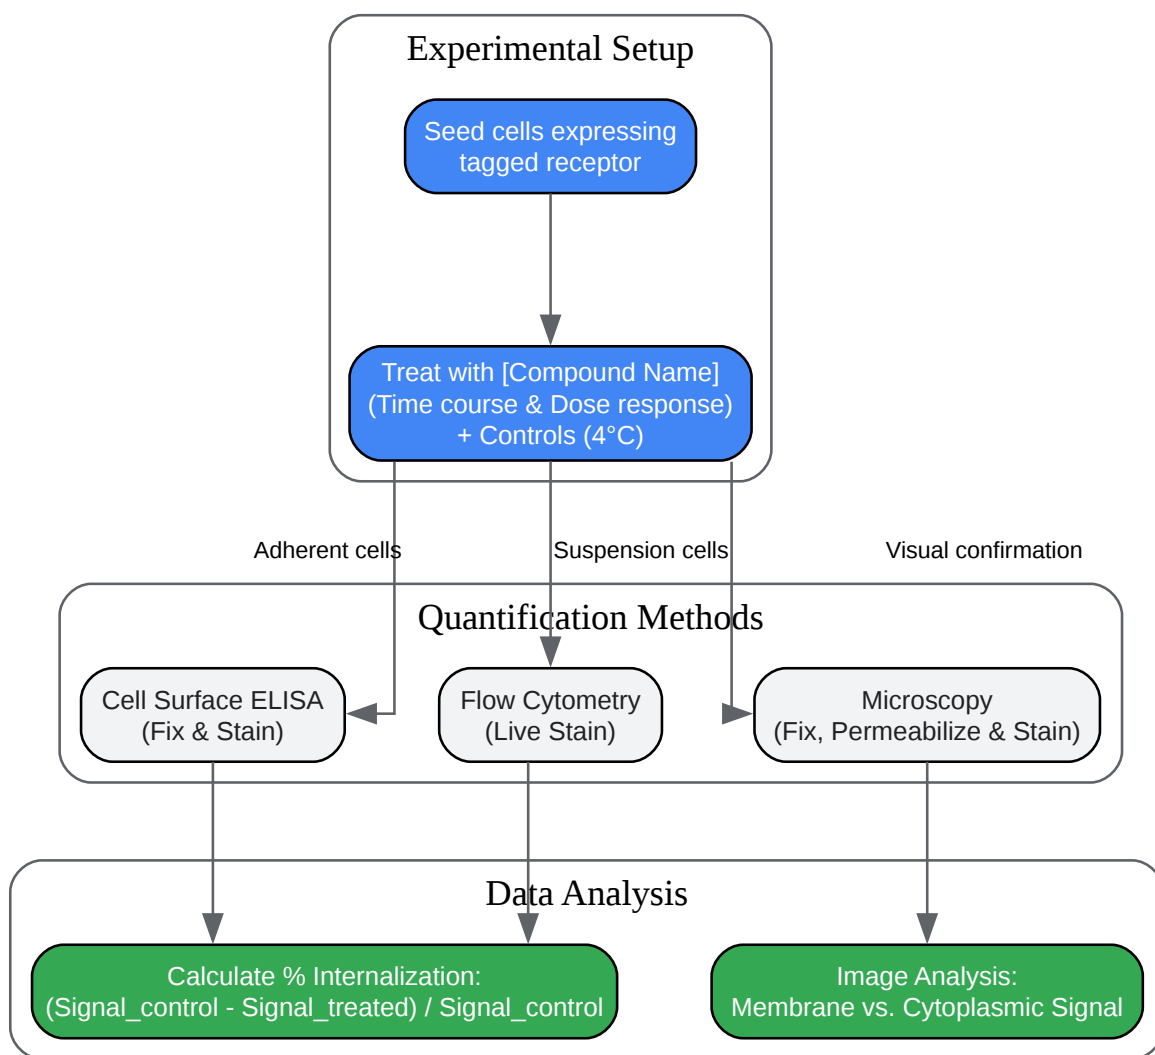 Experimental Setup
Seed cells expressing
tagged receptor
Treat with [Compound Name]
(Time course & Dose response)
+ Controls (4°C)
Adherent cells
Suspension cells
Visual confirmation
Quantification Methods
Cell Surface ELISA
(Fix & Stain)
Flow Cytometry
(Live Stain)
Microscopy
(Fix, Permeabilize & Stain)
Data Analysis
Calculate % Internalization:
(Signal_control - Signal_treated) / Signal_control
Image Analysis:
Membrane vs. Cytoplasmic Signal